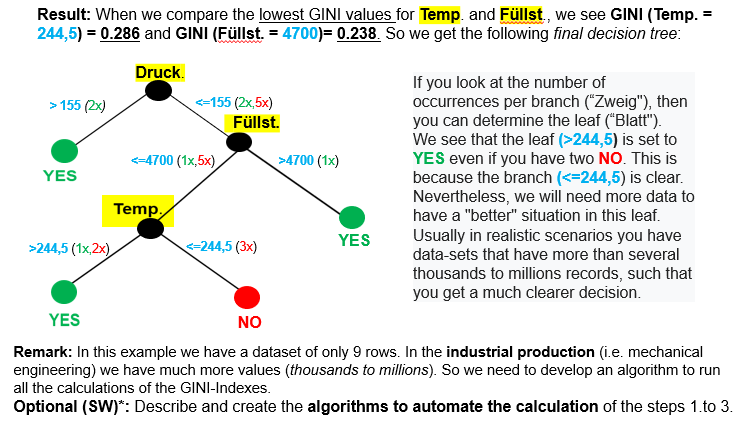 Result: When we compare the lowest GINI values for Temp. and Füllst., we see GINI (Temp. =
244,5) = 0.286 and GINI (Füllst. = 4700)= 0.238. So we get the following final decision tree:
Druck.
> 155 (2x)
<=155 (2x,5x)
Füllst.
YES
<=4700 (1x,5x)
>4700 (1x)
Temp.
YES
>244,5 (1x,2x)
<=244,5 (3x)
YES
NO
If you look at the number of
occurrences per branch (“Zweig"), then
you can determine the leaf (“Blatt").
We see that the leaf (>244,5) is set to
YES even if you have two NO. This is
because the branch (<=244,5) is clear.
Nevertheless, we will need more data to
have a "better" situation in this leaf.
Usually in realistic scenarios you have
data-sets that have more than several
thousands to millions records, such that
you get a much clearer decision.
Remark: In this example we have a dataset of only 9 rows. In the industrial production (i.e. mechanical
engineering) we have much more values (thousands to millions). So we need to develop an algorithm to run
all the calculations of the GINI-Indexes.
Optional (SW)*: Describe and create the algorithms to automate the calculation of the steps 1.to 3.